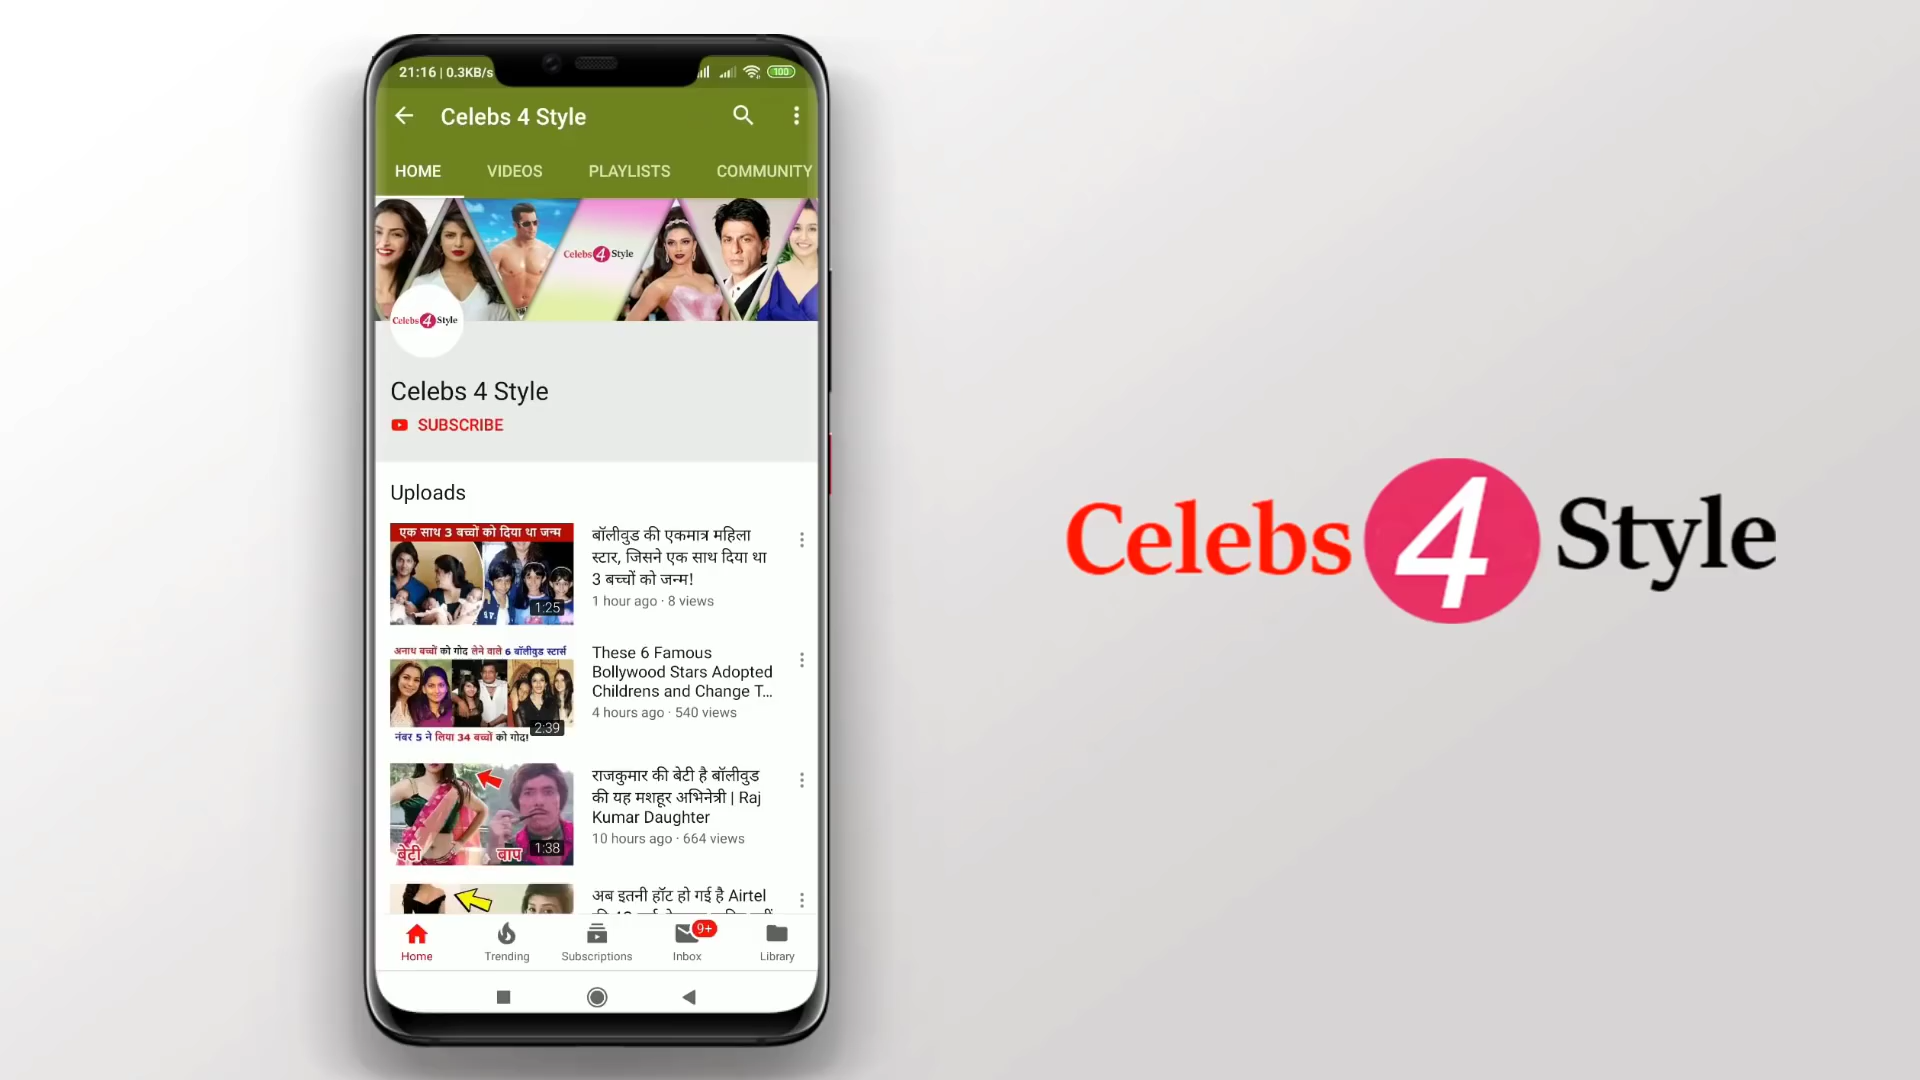 21:16 | 0.3KB/s
100
Celebs 4 Style
HOME VIDEOS PLAYLISTS COMMUNITY
Celebs 4 Style
Celebs 4 Style
Celebs 4 Style
SUBSCRIBE
Uploads
एक साथ 3 बच्चों को दिया था जन्म
1:25
बॉलीवुड की एकमात्र महिला
स्टार, जिसने एक साथ दिया था
3 बच्चों को जन्म!
1 hour ago · 8 views
अनाथ बच्चों को गोद लेने वाले 6 बॉलीवुड स्टार्स
2:39
नंबर 5 ने लिया 34 बच्चों को गोद!
These 6 Famous
Bollywood Stars Adopted
Childrens and Change T...
4 hours ago · 540 views
बेटी
बाप
1:38
राजकुमार की बेटी है बॉलीवुड
की यह मशहूर अभिनेत्री | Raj
Kumar Daughter
10 hours ago · 664 views
अब इतनी हॉट हो गई है Airtel
9+
Home Trending Subscriptions Inbox Library
Celebs 4 Style